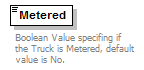 Metered
Boolean Value specifing if
the Truck is Metered, default
value is No.